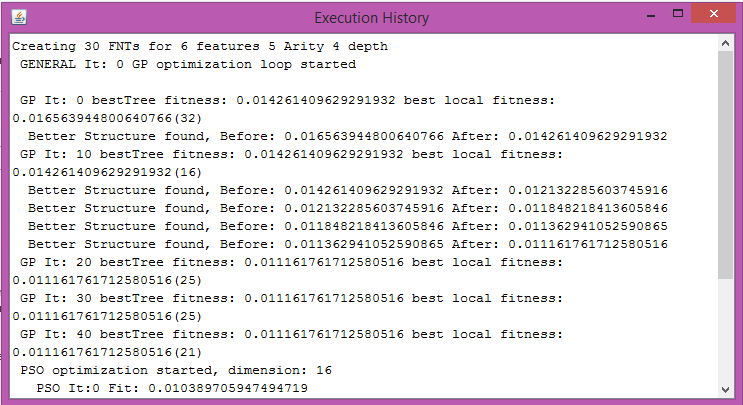 Execution History
Creating 30 FNTs for 6 features 5 Arity 4 depth
GENERAL It: 0 GP optimization loop started
GP It: 0 bestTree fitness: 0.014261409629291932 best local fitness:
0.016563944800640766(32)
Better Structure found, Before: 0.016563944800640766 After: 0.014261409629291932
GP It: 10 bestTree fitness: 0.014261409629291932 best local fitness:
0.014261409629291932(16)
Better Structure found, Before: 0.014261409629291932 After: 0.012132285603745916
Better Structure found, Before: 0.012132285603745916 After: 0.011848218413605846
Better Structure found, Before: 0.011848218413605846 After: 0.011362941052590865
Better Structure found, Before: 0.011362941052590865 After: 0.011161761712580516
GP It: 20 bestTree fitness: 0.011161761712580516 best local fitness:
0.011161761712580516(25)
GP It: 30 bestTree fitness: 0.011161761712580516 best local fitness:
0.011161761712580516(25)
GP It: 40 bestTree fitness: 0.011161761712580516 best local fitness:
0.011161761712580516(21)
PSO optimization started, dimension: 16
PSO It:0 Fit: 0.010389705947494719